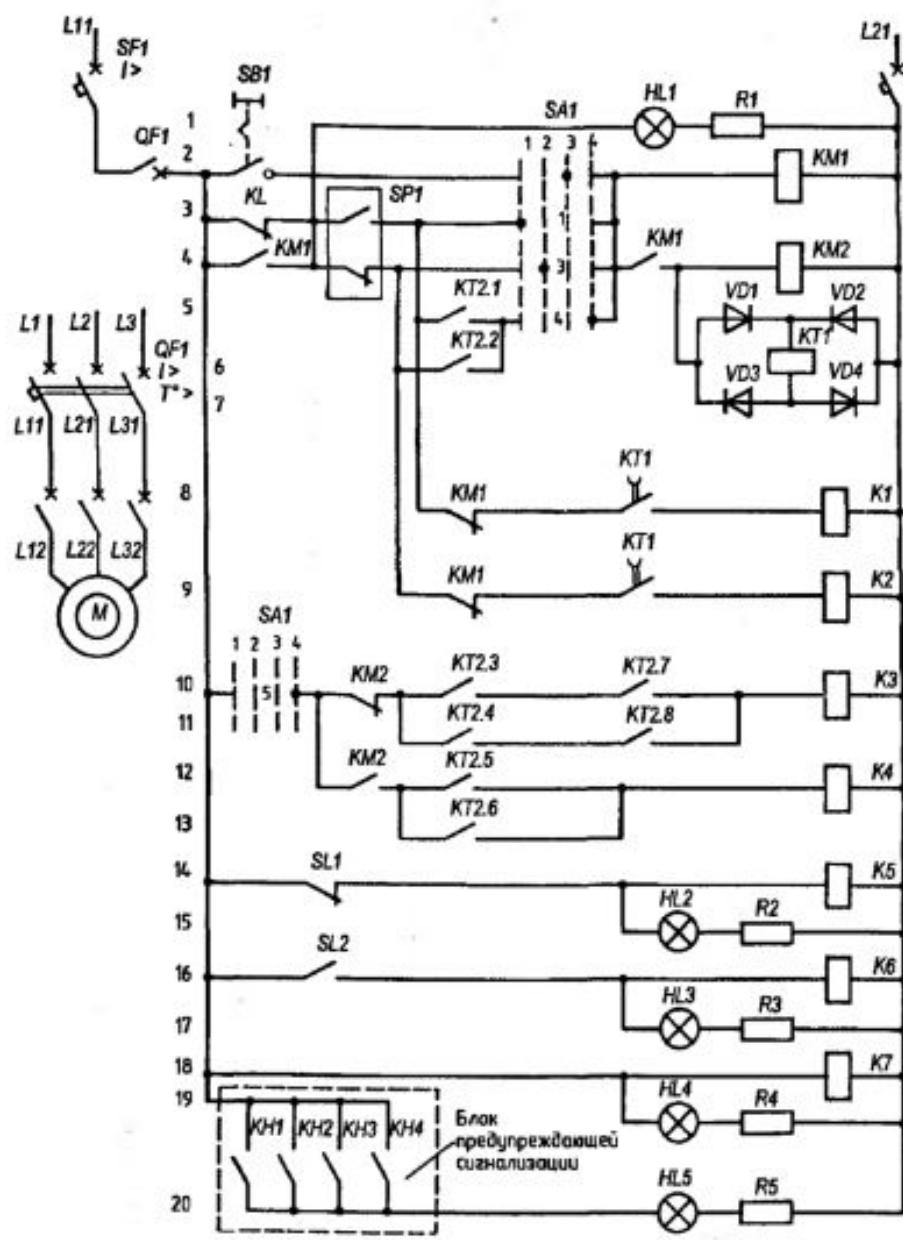 L11
L21
SF1
I>
SB1
HL1
R1
SA1
1
QF1
2
1 2 3 4
KM1
KL
SP1
3
1
KM1
KM1
KM2
4
3
KT2.1
VD1
VD2
5
4
L1
L2
L3
KT2.2
KT1
QF1
I>
6
T°>
7
VD3
VD4
L11
L21
L31
8
KM1
KT1
K1
L12
L22
L32
9
KM1
KT1
K2
M
SA1
1 2 3 4
10
5
KM2
KT2.3
KT2.7
K3
11
KT2.4
KT2.8
12
KM2
KT2.5
K4
13
KT2.6
14
SL1
K5
15
HL2
R2
SL2
16
K6
17
HL3
R3
18
K7
19
HL4
R4
KH1
KH2
KH3
KH4
Блок
предупреждающей
сигнализации
20
HL5
R5